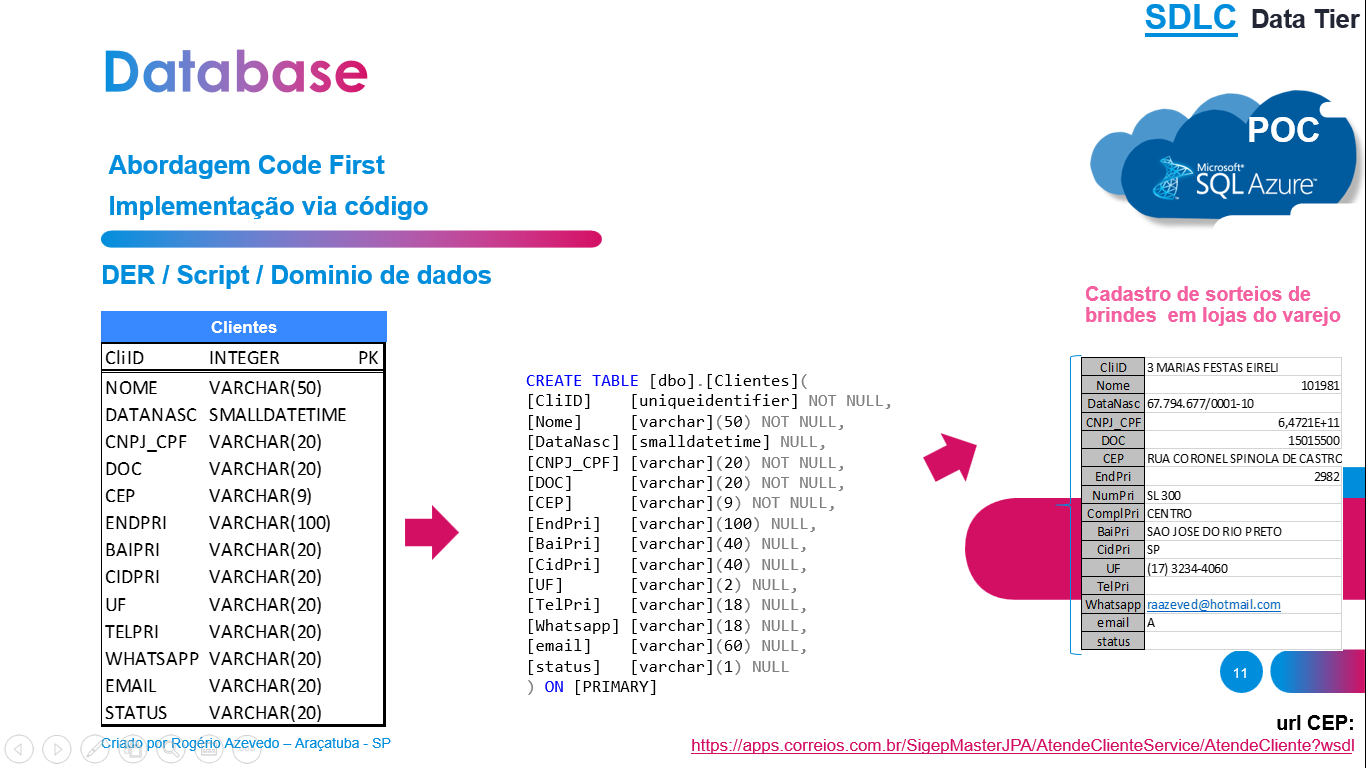 SDLC Data Tier
Database
POC
Microsoft®
SQL Azure™
Abordagem Code First
Implementação via código
DER / Script / Dominio de dados
Cadastro de sorteios de
brindes em lojas do varejo
Clientes
CliID INTEGER PK
NOME VARCHAR(50)
DATANASC SMALLDATETIME
CNPJ_CPF VARCHAR(20)
DOC VARCHAR(20)
CEP VARCHAR(9)
ENDPRI VARCHAR(100)
BAIPRI VARCHAR(20)
CIDPRI VARCHAR(20)
UF VARCHAR(20)
TELPRI VARCHAR(20)
WHATSAPP VARCHAR(20)
EMAIL VARCHAR(20)
STATUS VARCHAR(20)
CREATE TABLE [dbo].[Clientes](
[CliID] [uniqueidentifier] NOT NULL,
[Nome] [varchar](50) NOT NULL,
[DataNasc] [smalldatetime] NULL,
[CNPJ_CPF] [varchar](20) NOT NULL,
[DOC] [varchar](20) NOT NULL,
[CEP] [varchar](9) NOT NULL,
[EndPri] [varchar](100) NULL,
[BaiPri] [varchar](40) NULL,
[CidPri] [varchar](40) NULL,
[UF] [varchar](2) NULL,
[TelPri] [varchar](18) NULL,
[Whatsapp] [varchar](18) NULL,
[email] [varchar](60) NULL,
[status] [varchar](1) NULL
) ON [PRIMARY]
CliID 3 MARIAS FESTAS EIRELI
Nome 101981
DataNasc 67.794.677/0001-10
CNPJ_CPF 6,4721E+11
DOC 15015500
CEP RUA CORONEL SPINOLA DE CASTRO
EndPri 2982
NumPri SL 300
ComplPri CENTRO
BaiPri SAO JOSE DO RIO PRETO
CidPri SP
UF (17) 3234-4060
TelPri
Whatsapp raazeved@hotmail.com
email A
status
11
url CEP:
Criado por Rogério Azevedo – Araçatuba - SP
https://apps.correios.com.br/SigepMasterJPA/AtendeClienteService/AtendeCliente?wsdl